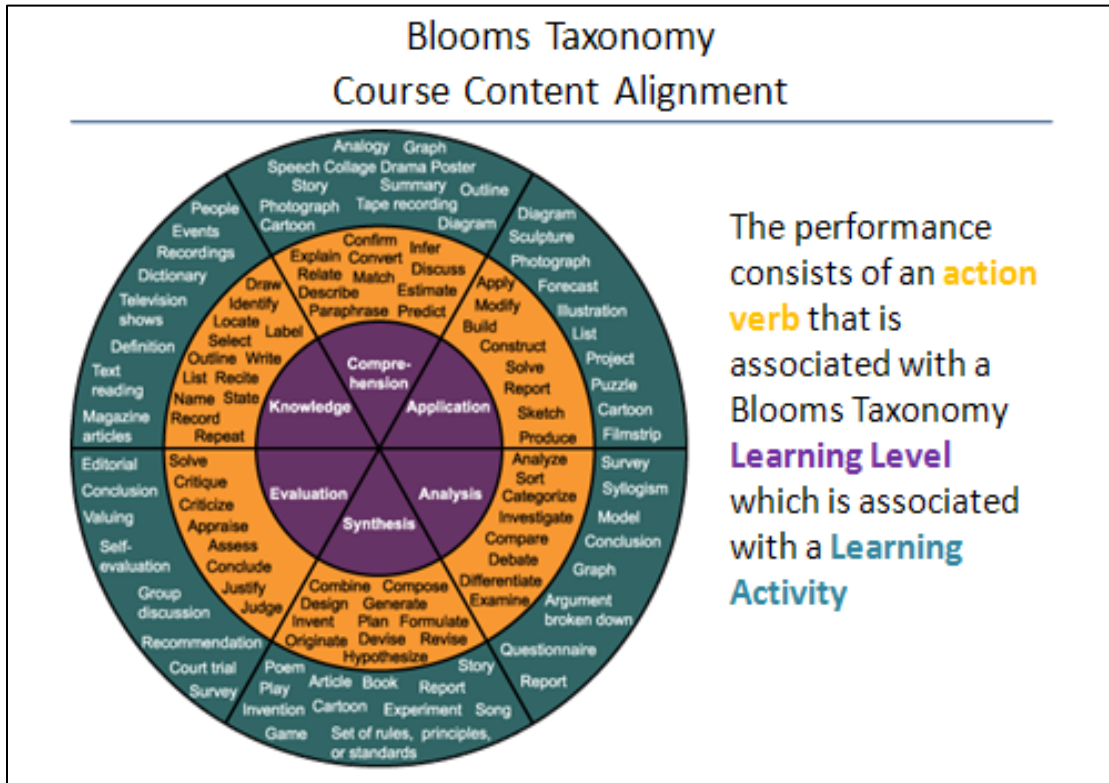 Blooms Taxonomy
Course Content Alignment
Analogy Graph
Speech Collage Drama Poster
Story Summary Outline
Photograph Tape recording
Cartoon Diagram
Confirm Infer
Explain Convert
Relate Match Discuss
Describe Estimate
Paraphrase Predict
Compre-
hension
Diagram
Sculpture
Photograph
Forecast
Illustration
List
Project
Puzzle
Cartoon
Filmstrip
Apply
Modify
Build
Construct
Solve
Report
Sketch
Produce
Application
Survey
Syllogism
Model
Conclusion
Graph
Argument
broken down
Questionnaire
Report
Analyze
Sort
Categorize
Investigate
Compare
Debate
Differentiate
Examine
Analysis
Synthesis
Combine Compose
Design Generate
Invent Plan Formulate
Originate Devise Revise
Hypothesize
Poem Story
Play Article Book Report
Invention Cartoon Experiment Song
Game Set of rules, principles,
or standards
Evaluation
Solve
Critique
Criticize
Appraise
Assess
Conclude
Justify
Judge
Editorial
Conclusion
Valuing
Self-
evaluation
Group
discussion
Recommendation
Court trial
Survey
Knowledge
Draw
Identify
Locate
Select Label
Outline Write
List Recite
Name State
Record
Repeat
People
Events
Recordings
Dictionary
Television
shows
Definition
Text
reading
Magazine
articles
The performance
consists of an action
verb that is
associated with a
Blooms Taxonomy
Learning Level
which is associated
with a Learning
Activity